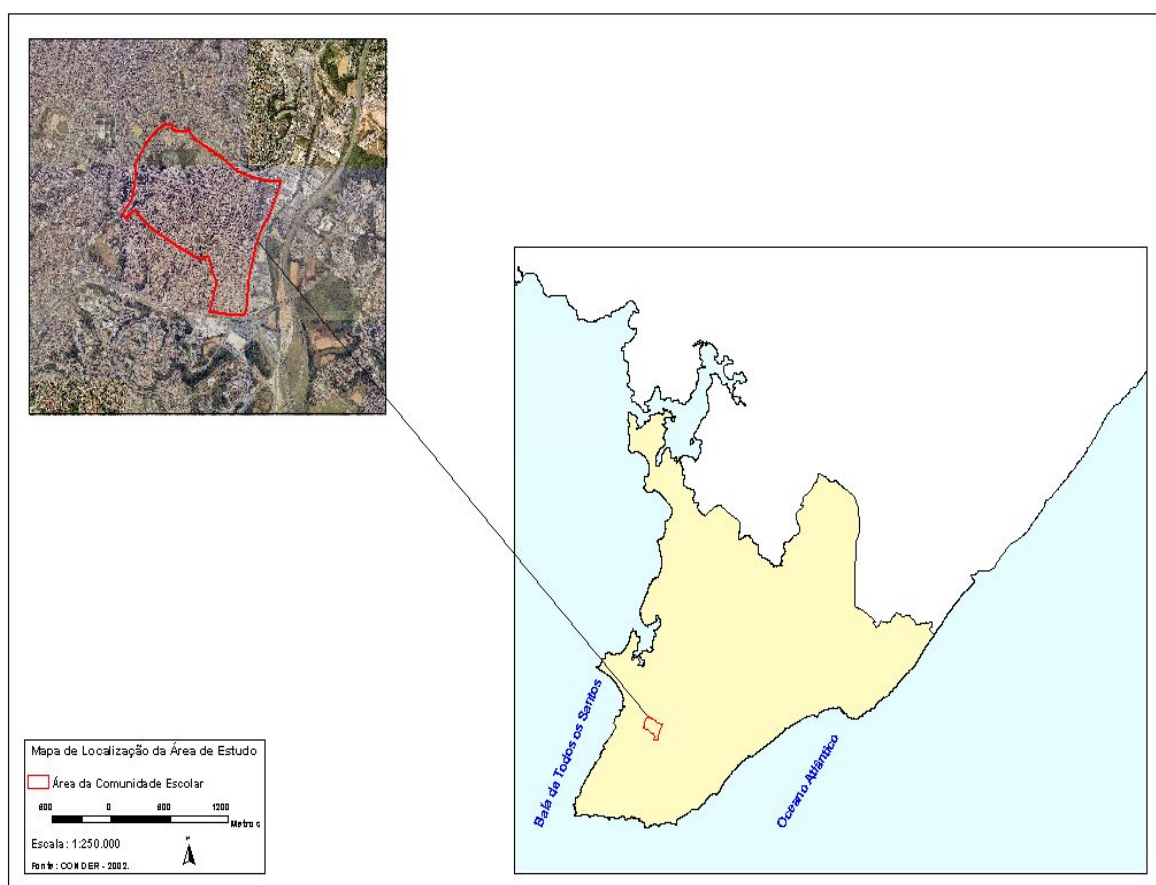 Baía de Todos os Santos
Oceano Atlântico
Mapa de Localização da Área de Estudo
Área da Comunidade Escolar
600 0 600 1200
Metros
Escala: 1:250.000
Fonte: CONDER - 2002.